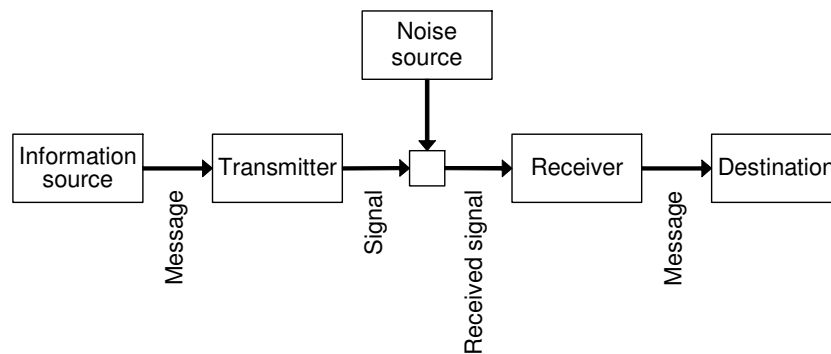 Noise
source
Information
source
Transmitter
Receiver
Destination
Message
Signal
Received signal
Message